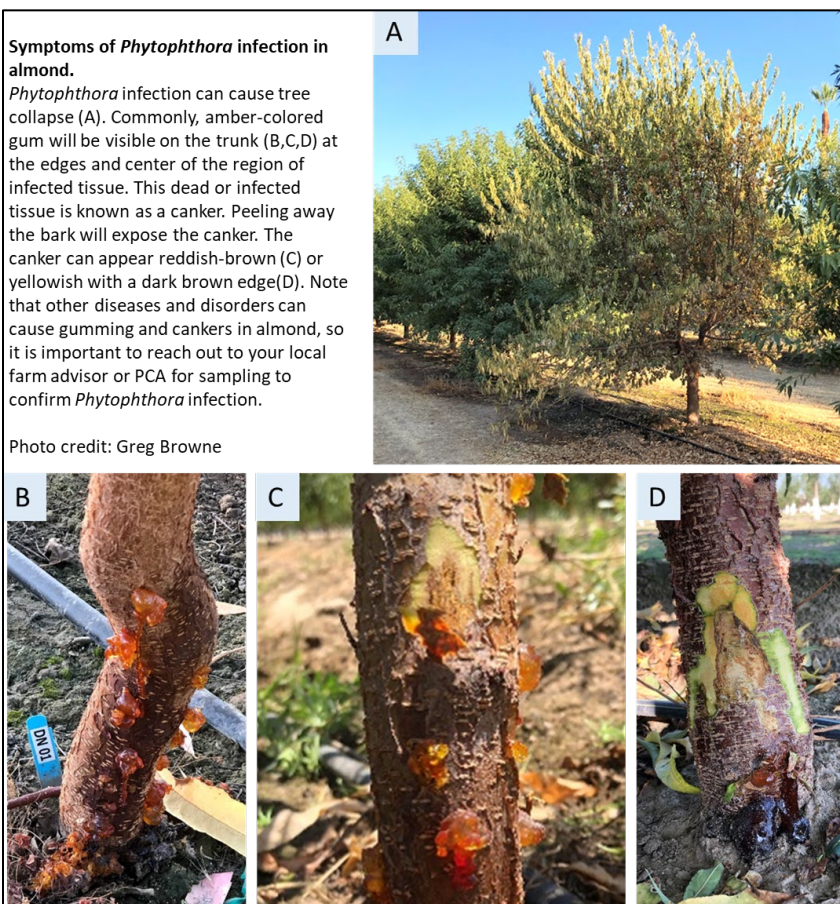 Symptoms of Phytophthora infection in
almond.
Phytophthora infection can cause tree
collapse (A). Commonly, amber-colored
gum will be visible on the trunk (B,C,D) at
the edges and center of the region of
infected tissue. This dead or infected
tissue is known as a canker. Peeling away
the bark will expose the canker. The
canker can appear reddish-brown (C) or
yellowish with a dark brown edge(D). Note
that other diseases and disorders can
cause gumming and cankers in almond, so
it is important to reach out to your local
farm advisor or PCA for sampling to
confirm Phytophthora infection.
Photo credit: Greg Browne
A
B
C
D
DN 01